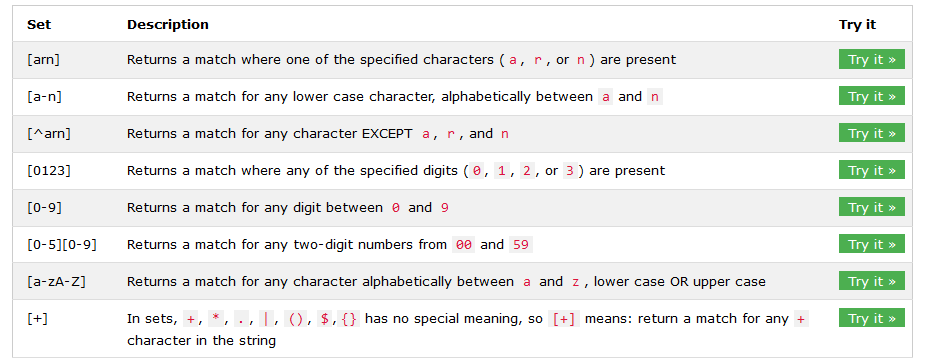 Set Description Try it
[arn] Returns a match where one of the specified characters ( a , r , or n ) are present Try it »
[a-n] Returns a match for any lower case character, alphabetically between a and n Try it »
[^arn] Returns a match for any character EXCEPT a , r , and n Try it »
[0123] Returns a match where any of the specified digits ( 0 , 1 , 2 , or 3 ) are present Try it »
[0-9] Returns a match for any digit between 0 and 9 Try it »
[0-5][0-9] Returns a match for any two-digit numbers from 00 and 59 Try it »
[a-zA-Z] Returns a match for any character alphabetically between a and z , lower case OR upper case Try it »
[+] In sets, + , * , . , | , () , $ , {} has no special meaning, so [+] means: return a match for any + Try it »
character in the string